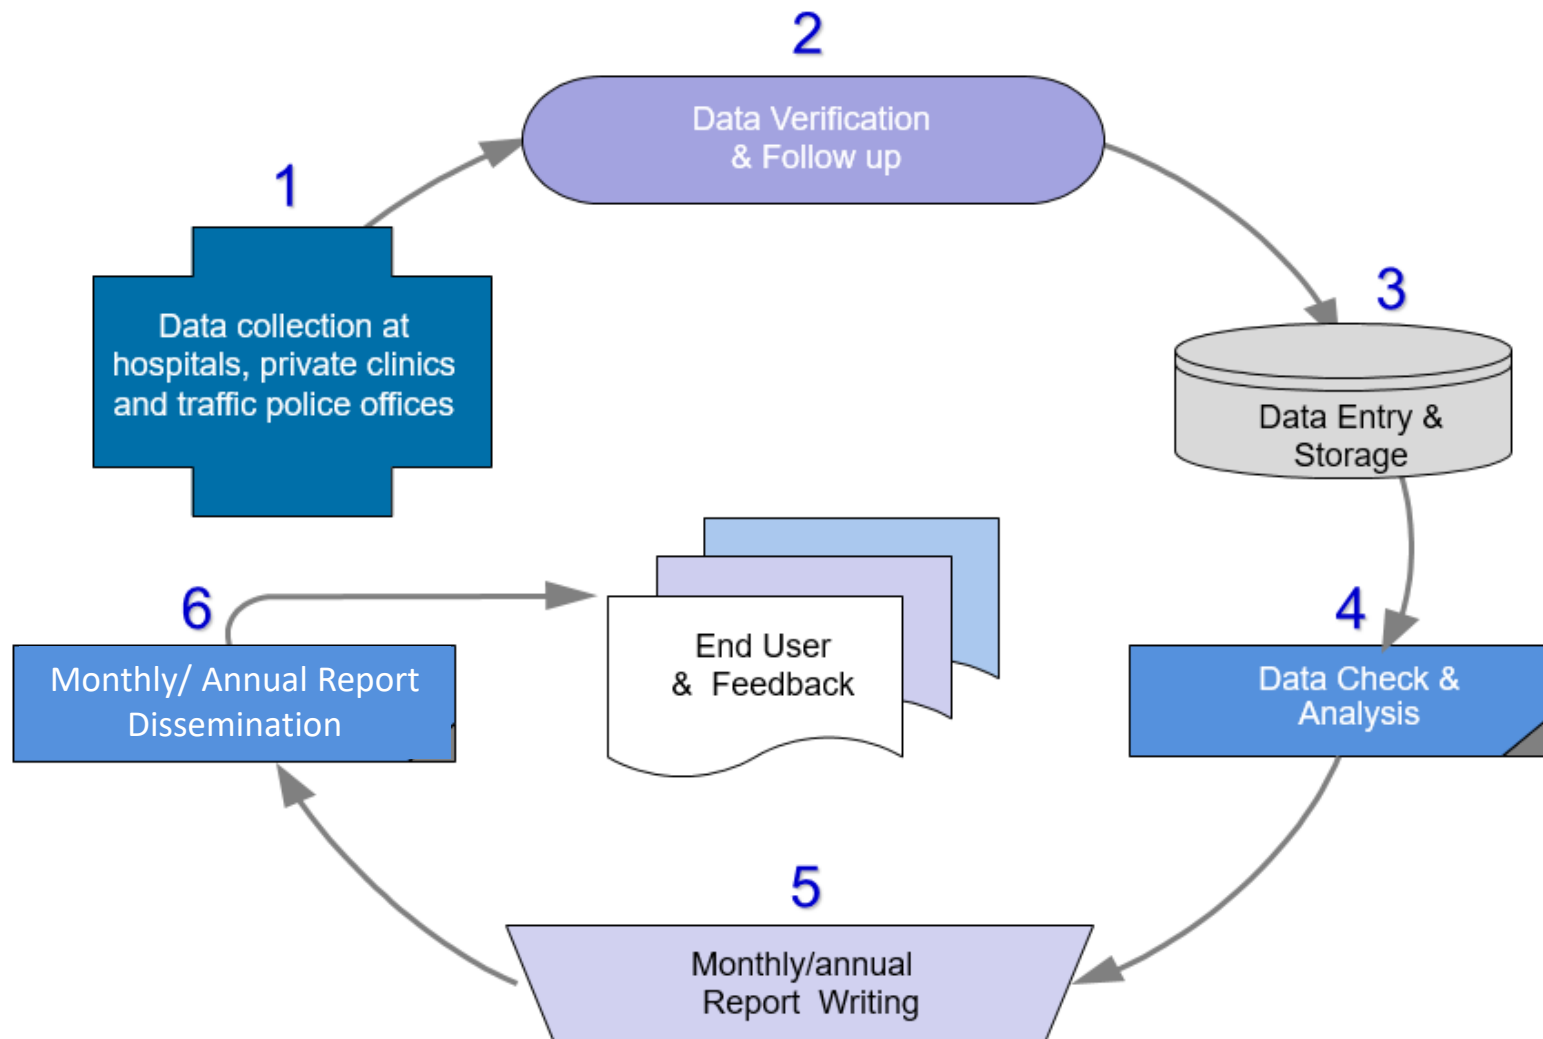 1
Data collection at
hospitals, private clinics
and traffic police offices
2
Data Verification
& Follow up
3
Data Entry &
Storage
4
Data Check &
Analysis
5
Monthly/annual
Report Writing
6
Monthly/ Annual Report
Dissemination
End User
& Feedback